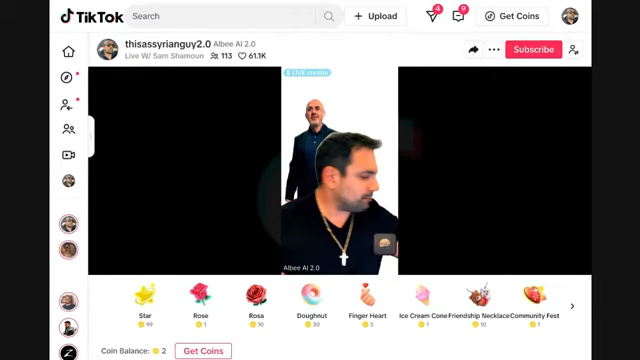 TikTok
Search
+ Upload
4
9
Get Coins
thisassyrianguy2.0 Albee AI 2.0
Live W/ Sam Shamoun 113 61.1K
Subscribe
LIVE creator
Albee AI 2.0
Star
99
Rose
1
Rosa
10
Doughnut
30
Finger Heart
5
Ice Cream Cone
1
Friendship Necklace
10
Community Fest
1
Coin Balance: 2
Get Coins